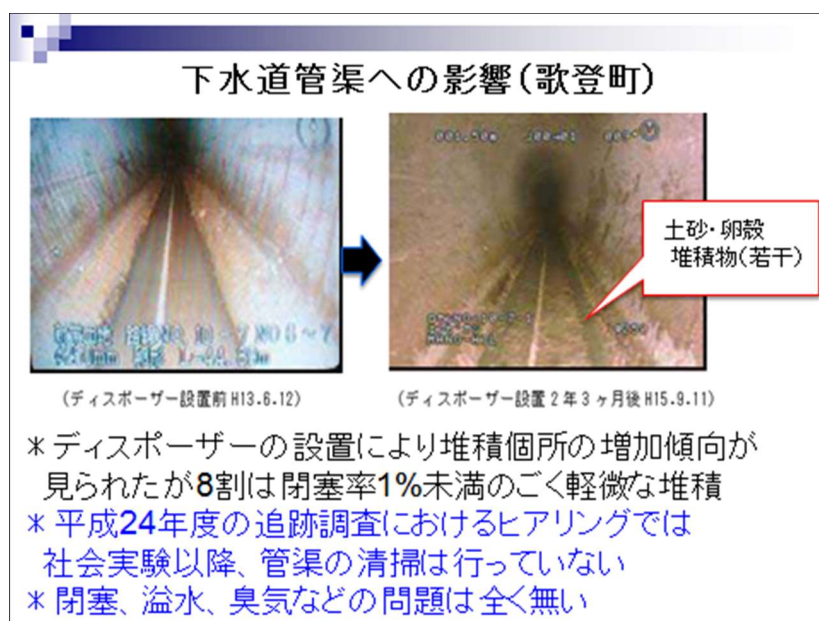 下水道管渠への影響(歌登町)
001.50m
土砂・卵殻
堆積物(若干)
(ディスポーザー設置前H13.6.12)
(ディスポーザー設置2年3ヶ月後H15.9.11)
*ディスポーザーの設置により堆積個所の増加傾向が
見られたが8割は閉塞率1%未満のごく軽微な堆積
*平成24年度の追跡調査におけるヒアリングでは
社会実験以降、管渠の清掃は行っていない
*閉塞、溢水、臭気などの問題は全く無い